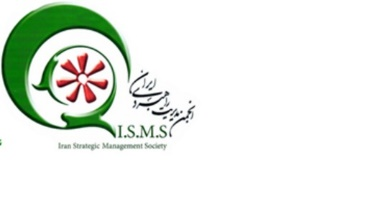 انجمن مدیریت راهبردی ایران
I.S.M.S
Iran Strategic Management Society